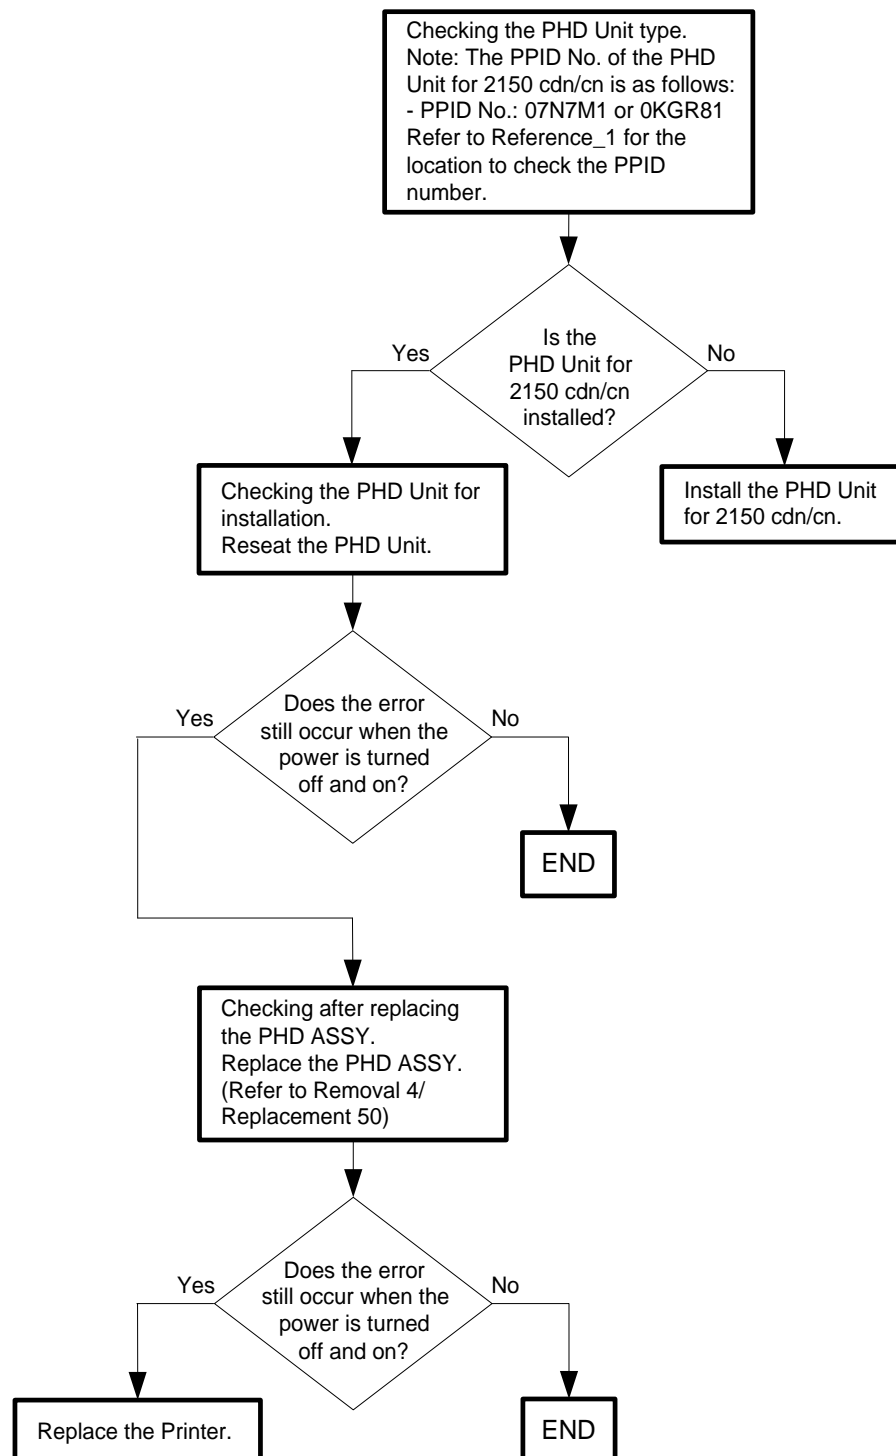 Checking the PHD Unit type.
Note: The PPID No. of the PHD
Unit for 2150 cdn/cn is as follows:
- PPID No.: 07N7M1 or 0KGR81
Refer to Reference_1 for the
location to check the PPID
number.
Is the
PHD Unit for
2150 cdn/cn
installed?
Yes
No
Checking the PHD Unit for
installation.
Reseat the PHD Unit.
Install the PHD Unit
for 2150 cdn/cn.
Does the error
still occur when the
power is turned
off and on?
Yes
No
END
Checking after replacing
the PHD ASSY.
Replace the PHD ASSY.
(Refer to Removal 4/
Replacement 50)
Does the error
still occur when the
power is turned
off and on?
Yes
No
Replace the Printer.
END